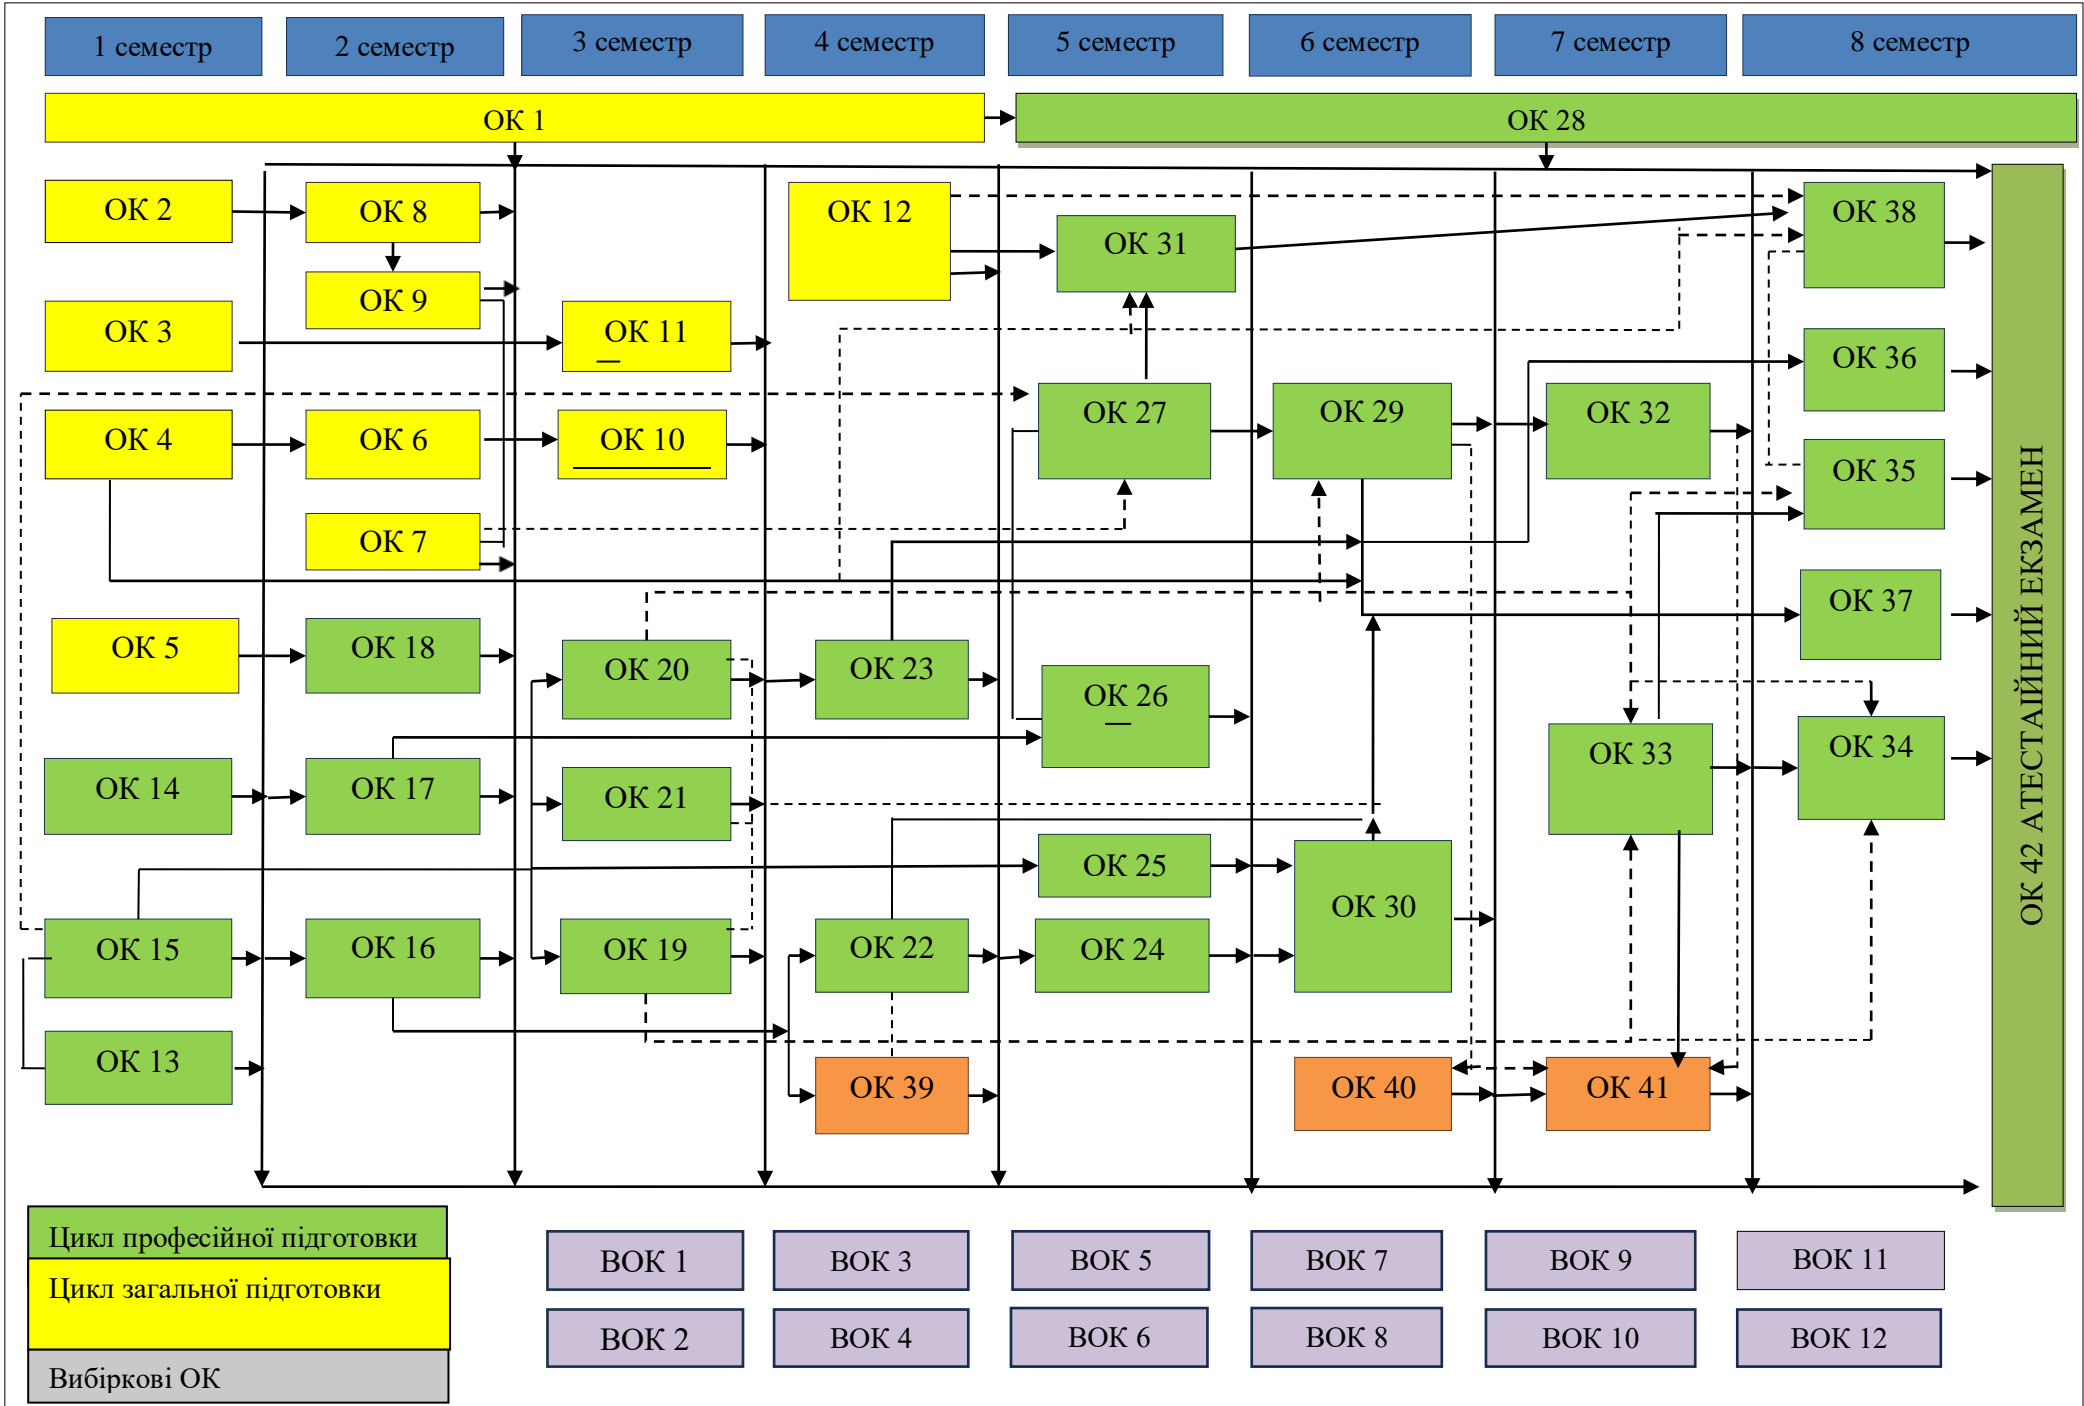 1 семестр
2 семестр
3 семестр
4 семестр
5 семестр
6 семестр
7 семестр
8 семестр
ОК 1
ОК 28
ОК 2
ОК 8
ОК 12
ОК 38
ОК 31
ОК 9
ОК 3
ОК 11
ОК 36
ОК 27
ОК 29
ОК 32
ОК 4
ОК 6
ОК 10
ОК 35
ОК 7
ОК 37
ОК 5
ОК 18
ОК 20
ОК 23
ОК 26
ОК 33
ОК 34
ОК 14
ОК 17
ОК 21
ОК 25
ОК 30
ОК 15
ОК 16
ОК 19
ОК 22
ОК 24
ОК 13
ОК 39
ОК 40
ОК 41
ОК 42 АТЕСТАІЙНИЙ ЕКЗАМЕН
Цикл професійної підготовки
Цикл загальної підготовки
Вибіркові ОК
ВОК 1
ВОК 3
ВОК 5
ВОК 7
ВОК 9
ВОК 11
ВОК 2
ВОК 4
ВОК 6
ВОК 8
ВОК 10
ВОК 12